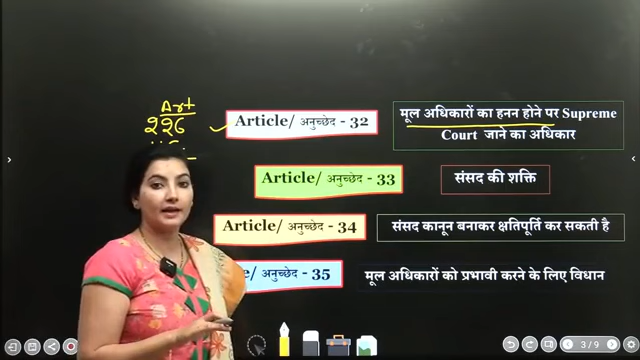 Art
226
Article/ अनुच्छेद - 32
मूल अधिकारों का हनन होने पर Supreme
Court जाने का अधिकार
Article/ अनुच्छेद - 33
संसद की शक्ति
Article/ अनुच्छेद - 34
संसद कानून बनाकर क्षतिपूर्ति कर सकती है
अनुच्छेद - 35
मूल अधिकारों को प्रभावी करने के लिए विधान
3 / 9